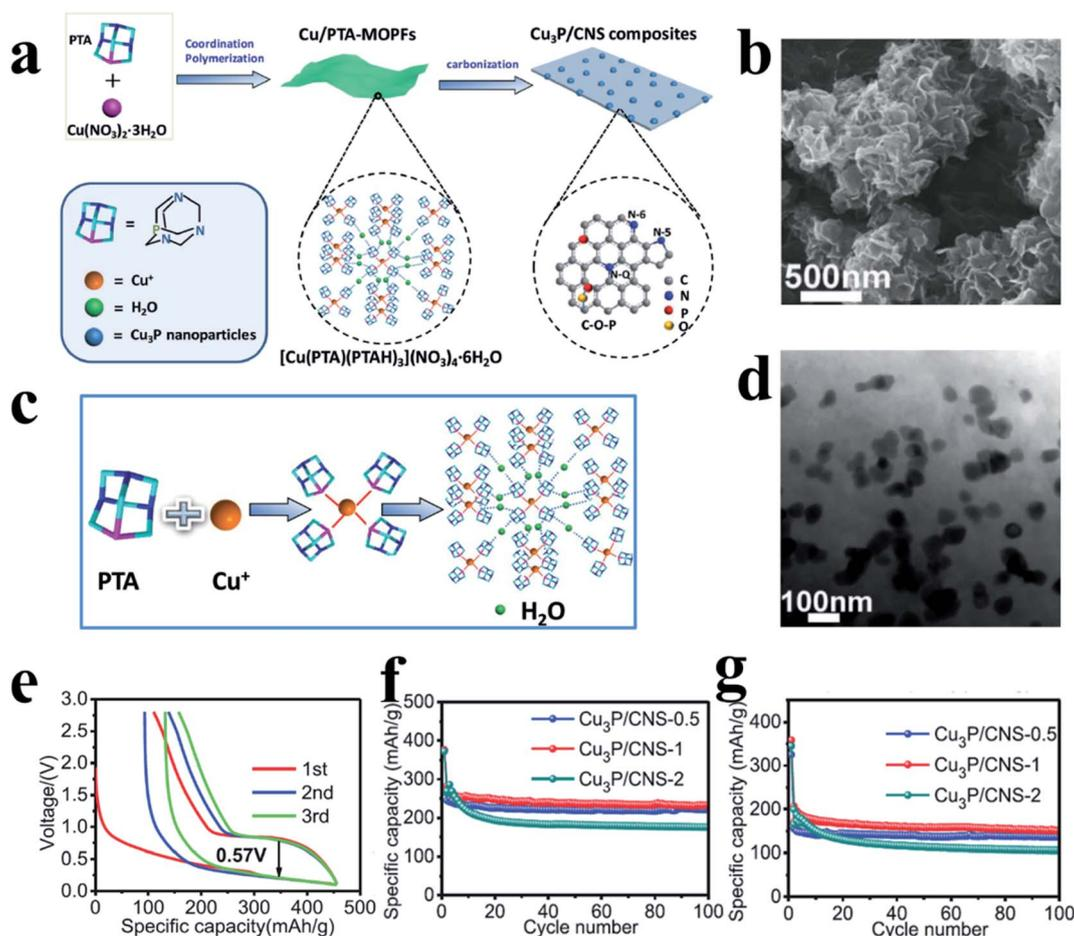 a
PTA
+
Cu(NO₃)₂·3H₂O
Coordination
Polymerization
Cu/PTA-MOPFs
carbonization
Cu₃P/CNS composites
= N P N N
= Cu⁺
= H₂O
= Cu₃P nanoparticles
[Cu(PTA)(PTAH)₃](NO₃)₄·6H₂O
N-6
N-5
N-Q
C-O-P
C
N
P
O
b
500nm
c
PTA
Cu⁺
H₂O
d
100nm
e
3.0
2.5
2.0
1.5
1.0
0.5
0.0
Voltage/(V)
1st
2nd
3rd
0.57V
0 100 200 300 400 500
Specific capacity(mAh/g)
f
500
400
300
200
100
0
Specific capacity (mAh/g)
Cu₃P/CNS-0.5
Cu₃P/CNS-1
Cu₃P/CNS-2
0 20 40 60 80 100
Cycle number
g
400
300
200
100
0
Specific capacity (mAh/g)
Cu₃P/CNS-0.5
Cu₃P/CNS-1
Cu₃P/CNS-2
0 20 40 60 80 100
Cycle number